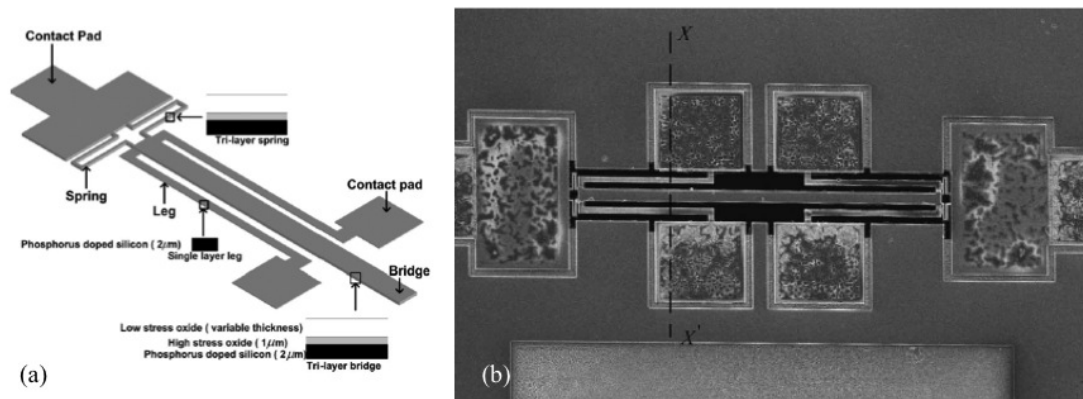 Contact Pad
Tri-layer spring
Spring
Leg
Contact pad
Phosphorus doped silicon ( 2μm)
Single layer leg
Bridge
Low stress oxide ( variable thickness)
High stress oxide ( 1μm)
Phosphorus doped silicon ( 2μm)
Tri-layer bridge
(a)
X
X'
(b)